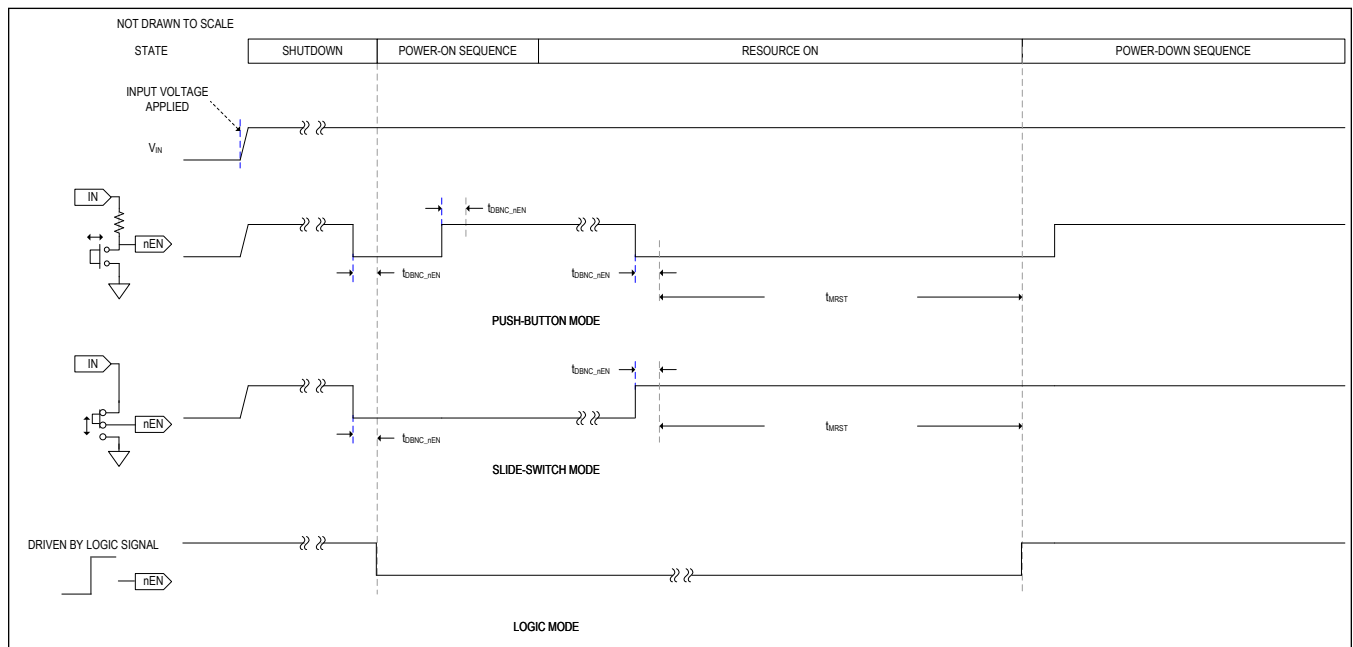 NOT DRAWN TO SCALE
STATE
SHUTDOWN
POWER-ON SEQUENCE
RESOURCE ON
POWER-DOWN SEQUENCE
INPUT VOLTAGE
APPLIED
VIN
IN
nEN
tDBNC_nEN
tDBNC_nEN
tDBNC_nEN
tMRST
PUSH-BUTTON MODE
IN
nEN
tDBNC_nEN
tDBNC_nEN
tMRST
SLIDE-SWITCH MODE
DRIVEN BY LOGIC SIGNAL
nEN
LOGIC MODE